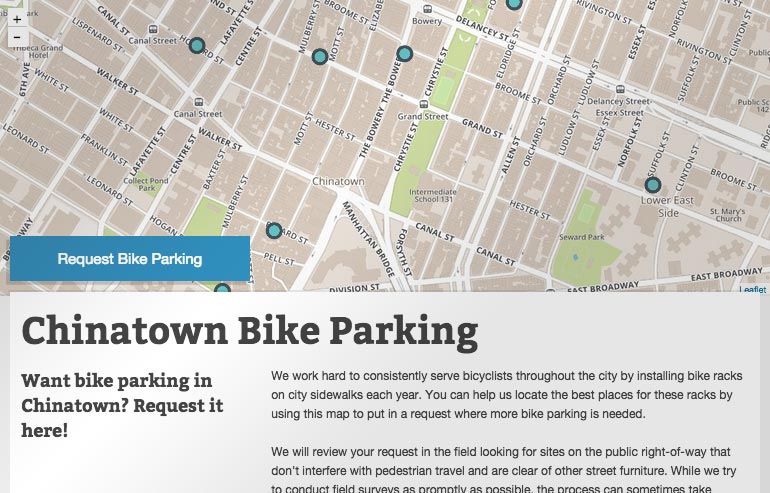 +
-
Tribeca Grand
Hotel
Canal Street
LISPENARD ST
6TH AVE
LAFAYETTE ST
CENTRE ST
MULBERRY ST
MOTT ST
Bowery
DELANCEY ST
RIVINGTON ST
NORFOLK ST
CLINTON ST
WALKER ST
CHRYSTIE ST
THE BOWERY
ELDRIDGE ST
ORCHARD ST
LUDLOW ST
ESSEX ST
SUFFOLK ST
BROOME ST
Delancey Street-
Essex Street
LEONARD ST
WHITE ST
Canal Street
WALKER ST
HESTER ST
MOTT ST
Grand Street
GRAND ST
FRANKLIN ST
LAFAYETTE ST
CENTRE ST
BAXTER ST
THE BOWERY
CHRYSTIE ST
ALLEN ST
ORCHARD ST
LUDLOW ST
NORFOLK ST
SUFFOLK ST
CLINTON ST
BROOME ST
LEONARD ST
Collect Pond
Park
MULBERRY ST
Chinatown
Intermediate
School 131
HESTER ST
Lower East
Side
St. Mary's
Church
HOGAN
PELL ST
MANHATTAN BRIDGE
FORSYTH ST
CANAL ST
CANAL ST
Seward Park
DIVISION ST
EAST BROADWAY
EAST BROADWAY
Leaflet
Request Bike Parking
Chinatown Bike Parking
Want bike parking in
Chinatown? Request it
here!
We work hard to consistently serve bicyclists throughout the city by installing bike racks
on city sidewalks each year. You can help us locate the best places for these racks by
using this map to put in a request where more bike parking is needed.
We will review your request in the field looking for sites on the public right-of-way that
don't interfere with pedestrian travel and are clear of other street furniture. While we try
to conduct field surveys as promptly as possible, the process can sometimes take